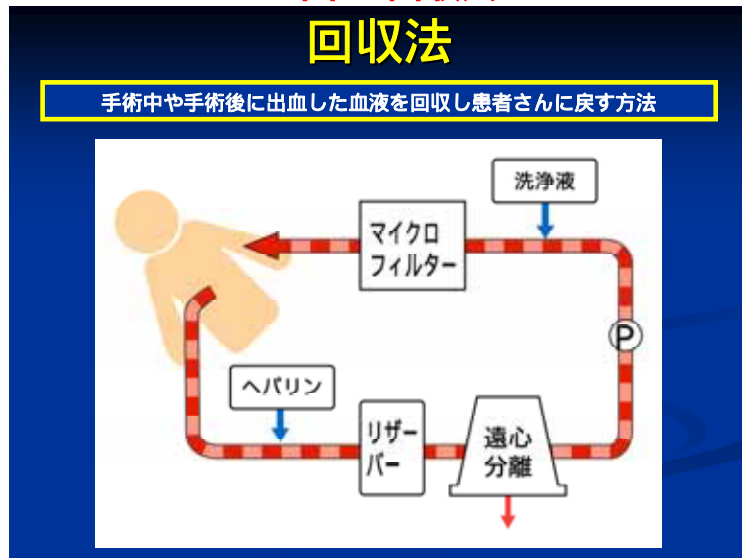 回収法
手術中や手術後に出血した血液を回収し患者さんに戻す方法
洗浄液
マイクロ
フィルター
P
ヘパリン
リザー
バー
遠心
分離